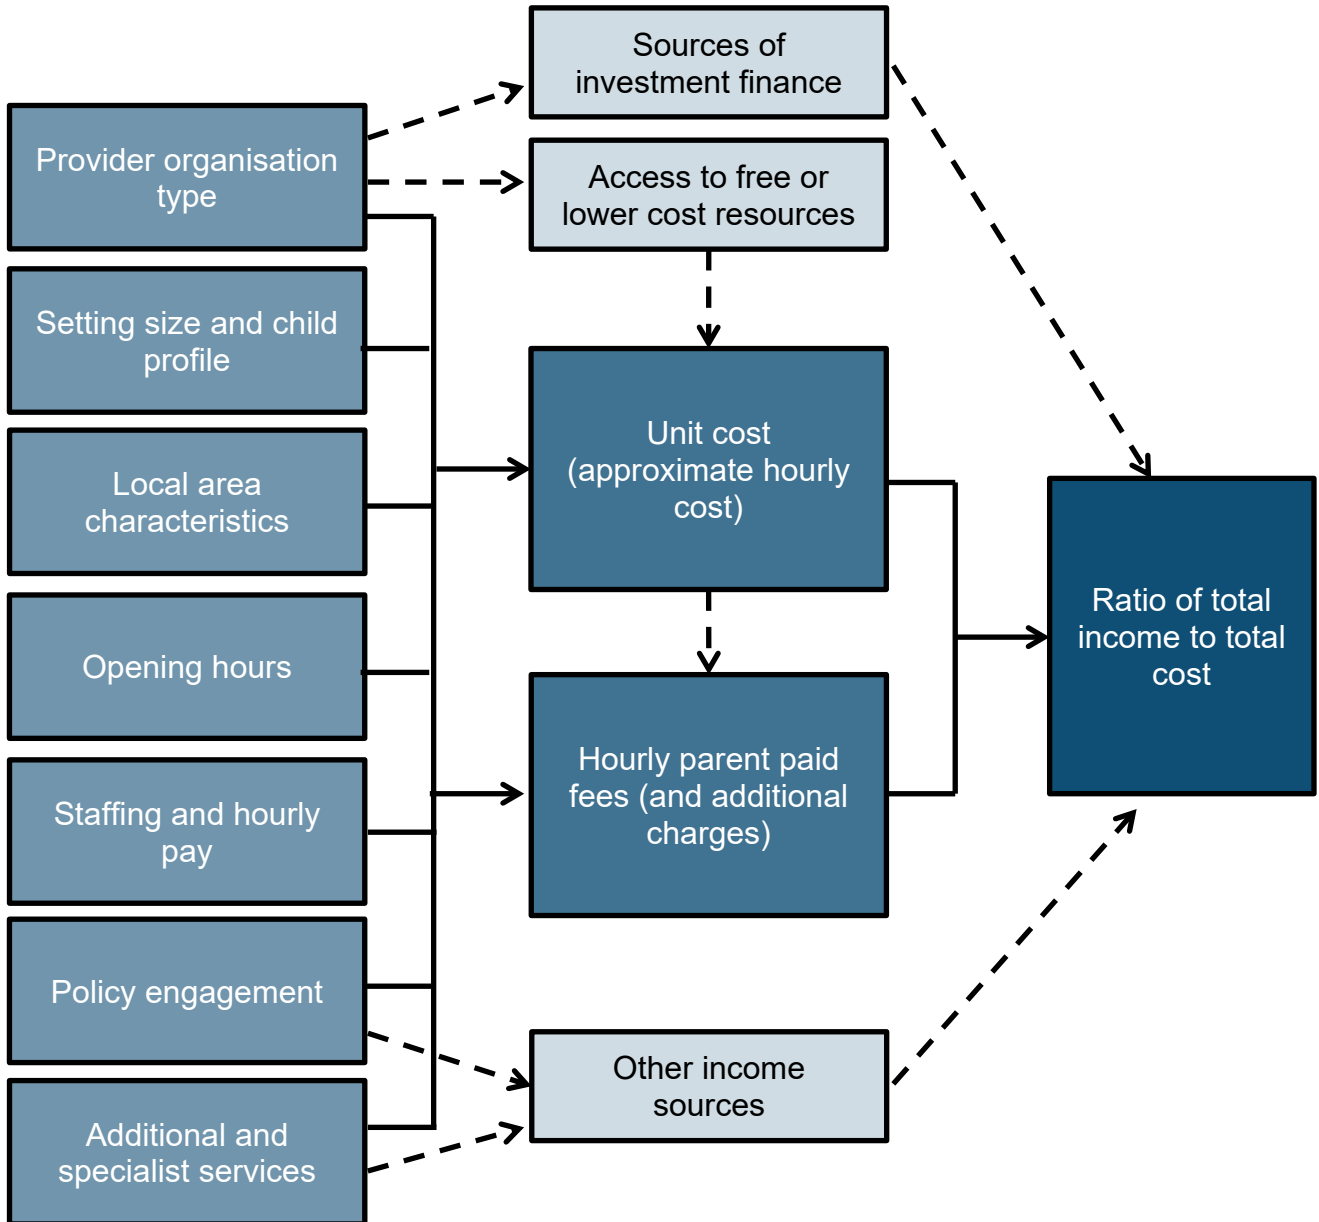 Sources of
investment finance
Provider organisation
type
Access to free or
lower cost resources
Setting size and child
profile
Local area
characteristics
Unit cost
(approximate hourly
cost)
Opening hours
Ratio of total
income to total
cost
Staffing and hourly
pay
Hourly parent paid
fees (and additional
charges)
Policy engagement
Other income
sources
Additional and
specialist services